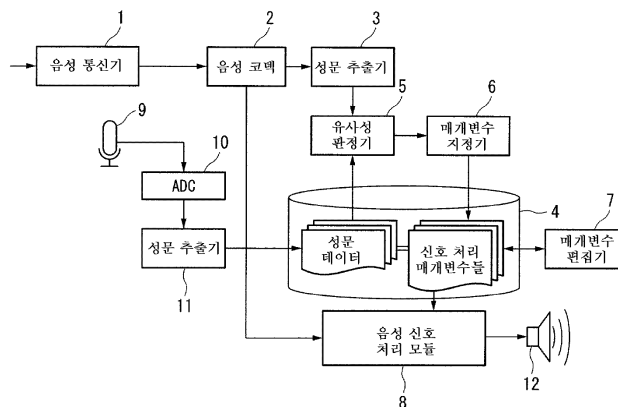 1
음성 통신기
2
음성 코덱
3
성문 추출기
5
유사성
판정기
6
매개변수
지정기
9
10
ADC
성문 추출기
11
4
성문
데이터
신호 처리
매개변수들
7
매개변수
편집기
음성 신호
처리 모듈
8
12